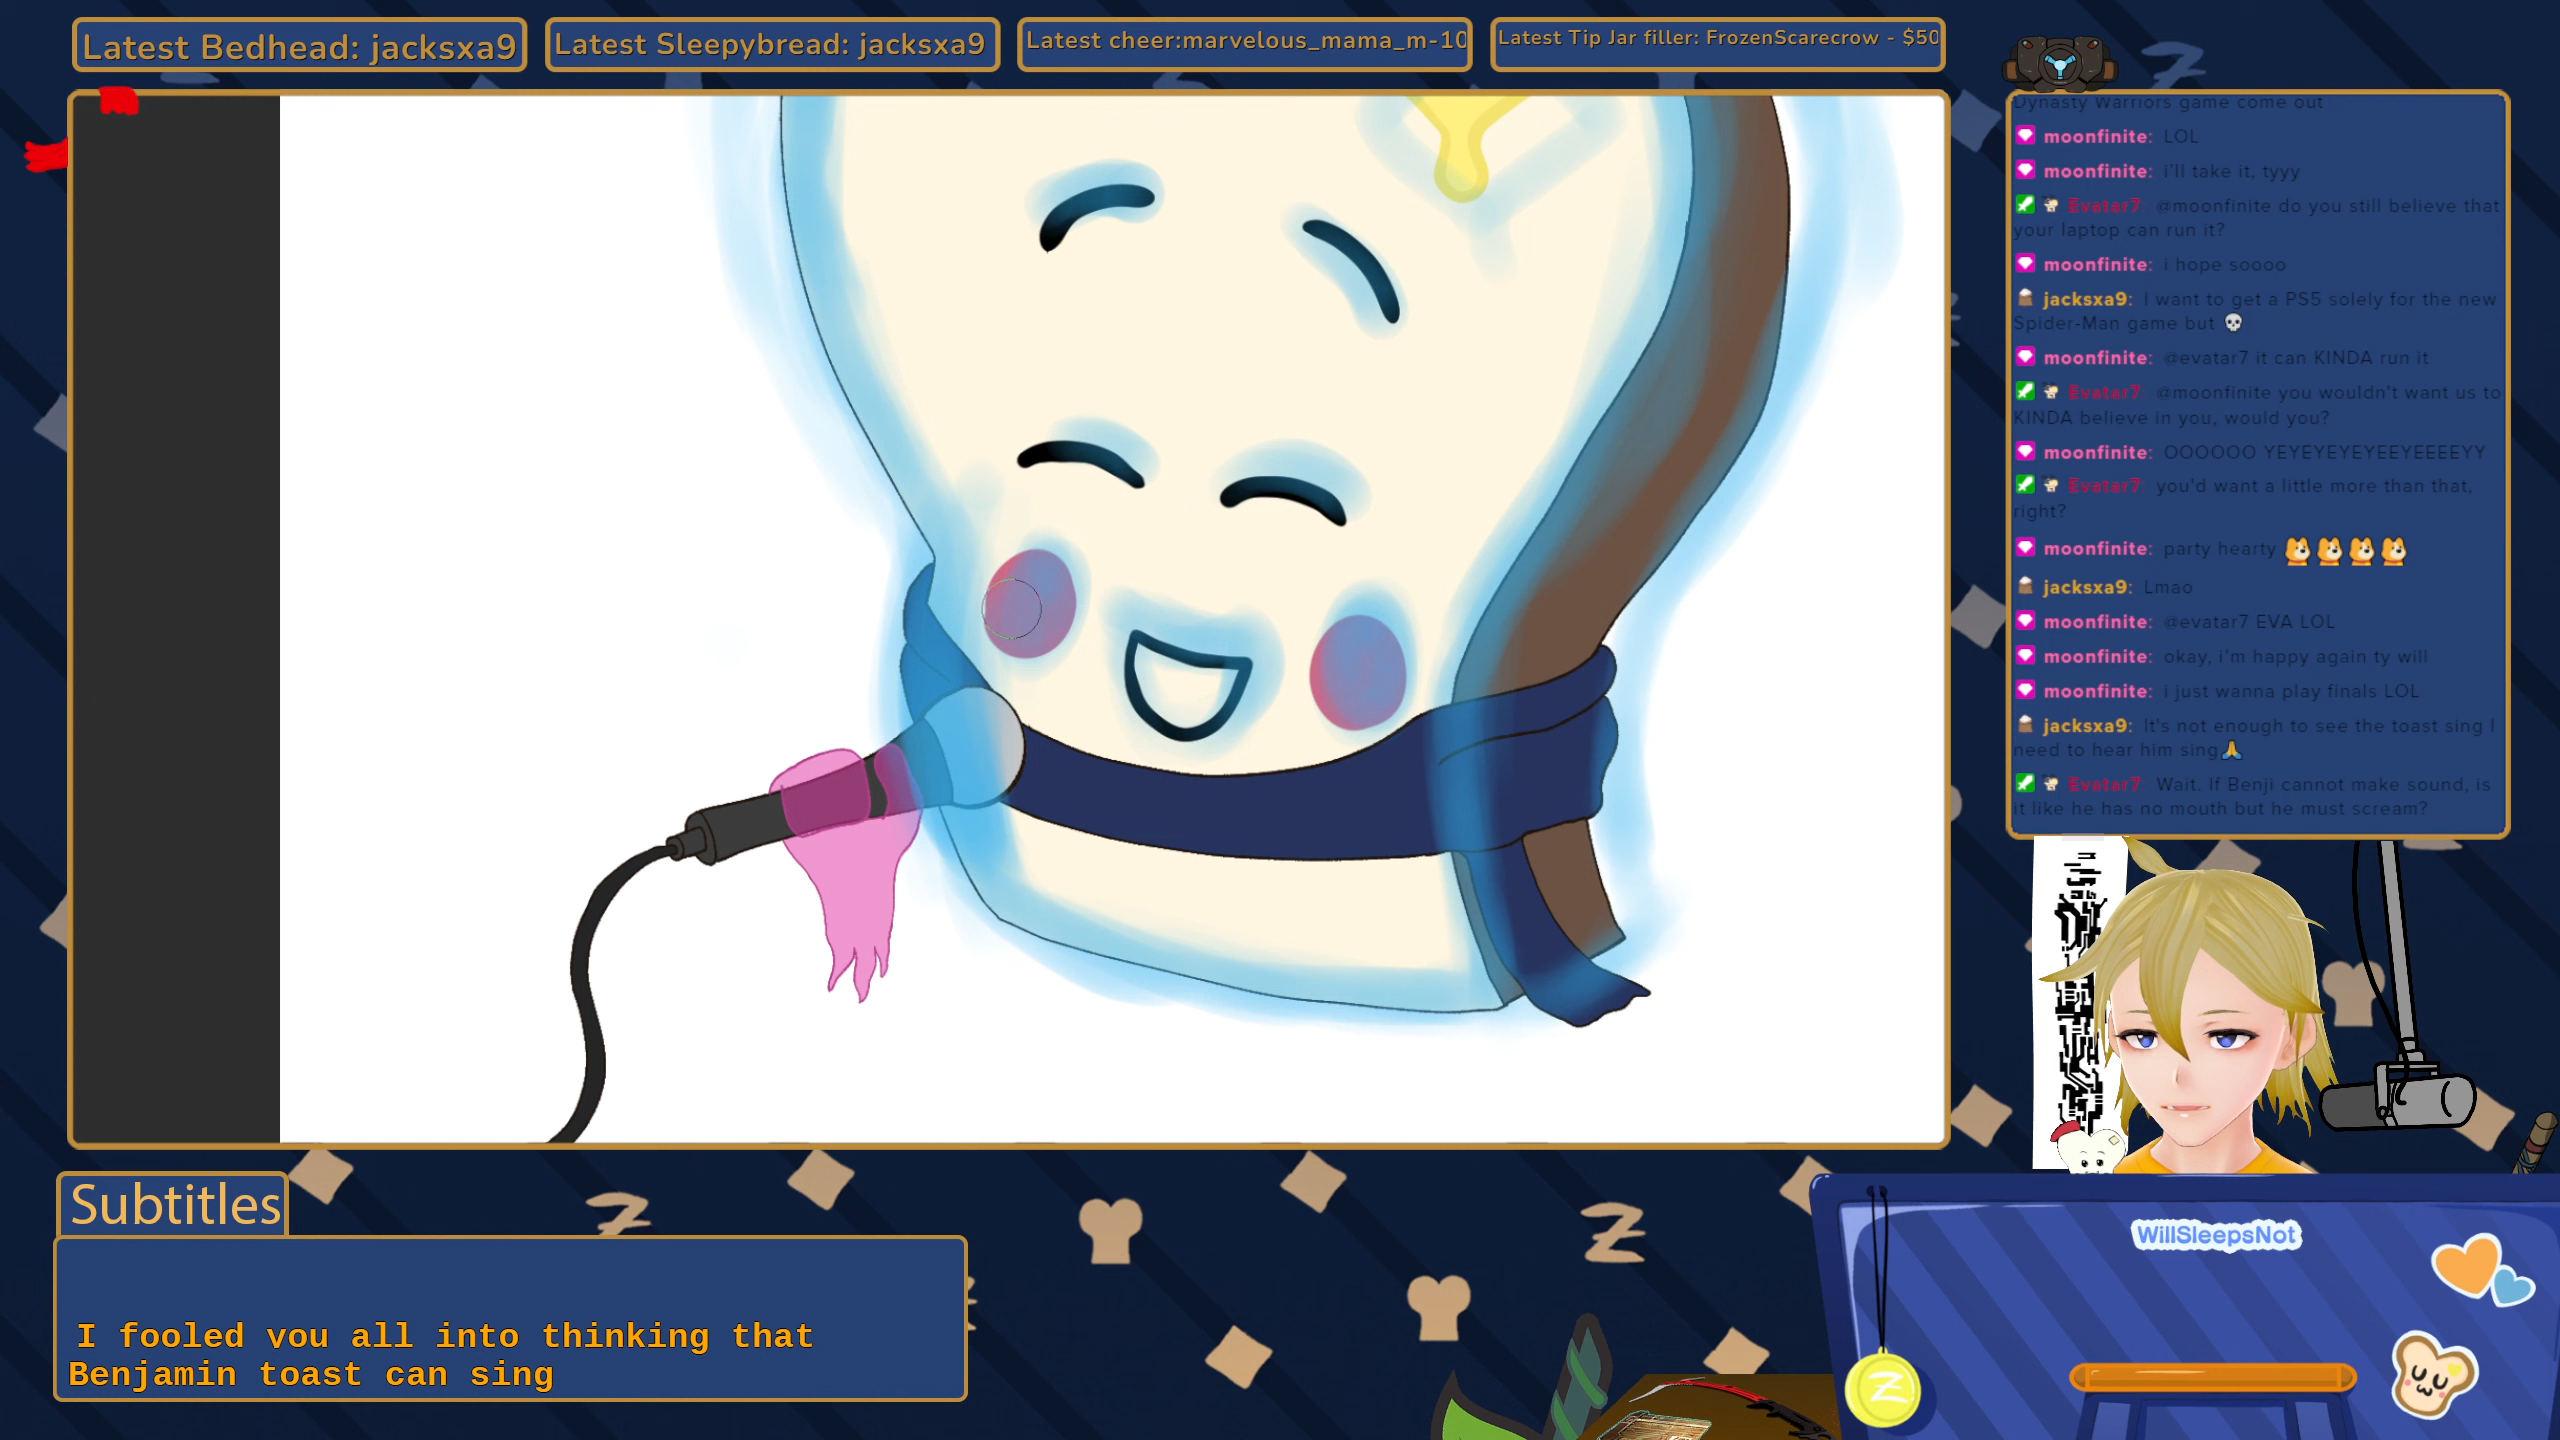 Latest Bedhead: jacksxa9
Latest Sleepybread: jacksxa9
Latest cheer:marvelous_mama_m-10
Latest Tip Jar filler: FrozenScarecrow - $50
Dynasty Warriors game come out
moonfinite: LOL
moonfinite: i'll take it, tyyy
Evatar7: @moonfinite do you still believe that
your laptop can run it?
moonfinite: i hope soooo
jacksxa9: I want to get a PS5 solely for the new
Spider-Man game but 💀
moonfinite: @evatar7 it can KINDA run it
Evatar7: @moonfinite you wouldn't want us to
KINDA believe in you, would you?
moonfinite: OOOOOO YEYEYEYEYEEYEEEEYY
Evatar7: you'd want a little more than that,
right?
moonfinite: party hearty
jacksxa9: Lmao
moonfinite: @evatar7 EVA LOL
moonfinite: okay, i'm happy again ty will
moonfinite: i just wanna play finals LOL
jacksxa9: It's not enough to see the toast sing I
need to hear him sing🙏
Evatar7: Wait. If Benji cannot make sound, is
it like he has no mouth but he must scream?
Subtitles
I fooled you all into thinking that
Benjamin toast can sing
WillSleepsNot
Z